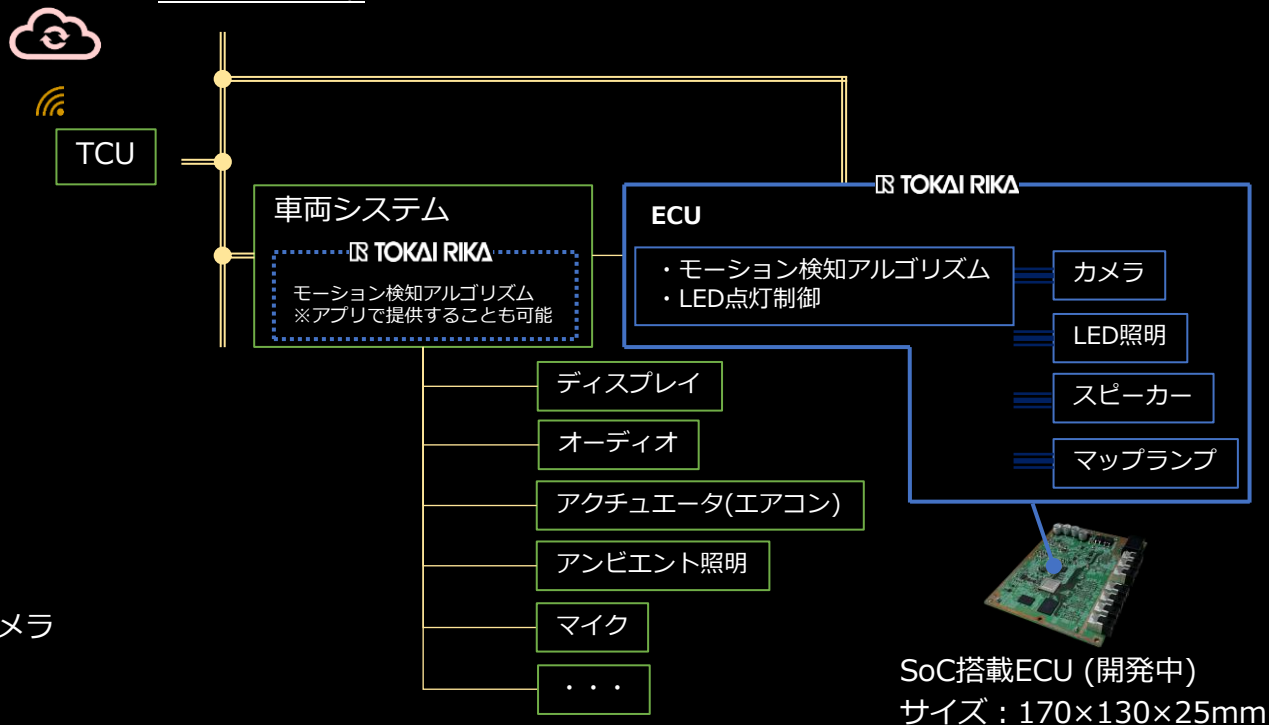 TCU
車両システム
TOKAI RIKA
モーション検知アルゴリズム
※アプリで提供することも可能
TOKAI RIKA
ECU
・モーション検知アルゴリズム
・LED点灯制御
カメラ
LED照明
スピーカー
マップランプ
ディスプレイ
オーディオ
アクチュエータ(エアコン)
アンビエント照明
マイク
・・・
メラ
SoC搭載ECU (開発中)
サイズ：170×130×25mm